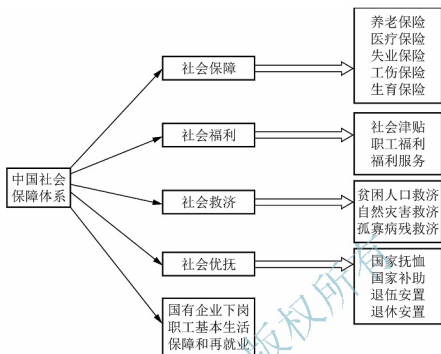 养老保险
医疗保险
失业保险
工伤保险
生育保险
社会保障
社会津贴
职工福利
福利服务
社会福利
中国社会
保障体系
贫困人口救济
自然灾害救济
孤寡病残救济
社会救济
国家抚恤
国家补助
退伍安置
退休安置
社会优抚
国有企业下岗
职工基本生活
保障和再就业
版权所有